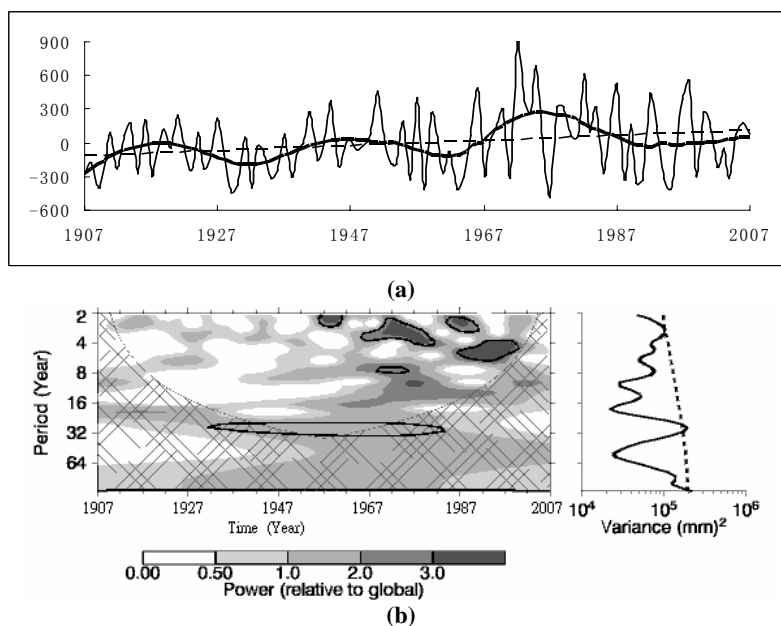 900
600
300
0
-300
-600
1907 1927 1947 1967 1987 2007
(a)
2
4
8
16
32
64
Period (Year)
1907 1927 1947 1967 1987 2007
Time (Year)
10^4 10^5 10^6
Variance (mm)^2
0.00 0.50 1.0 2.0 3.0
Power (relative to global)
(b)